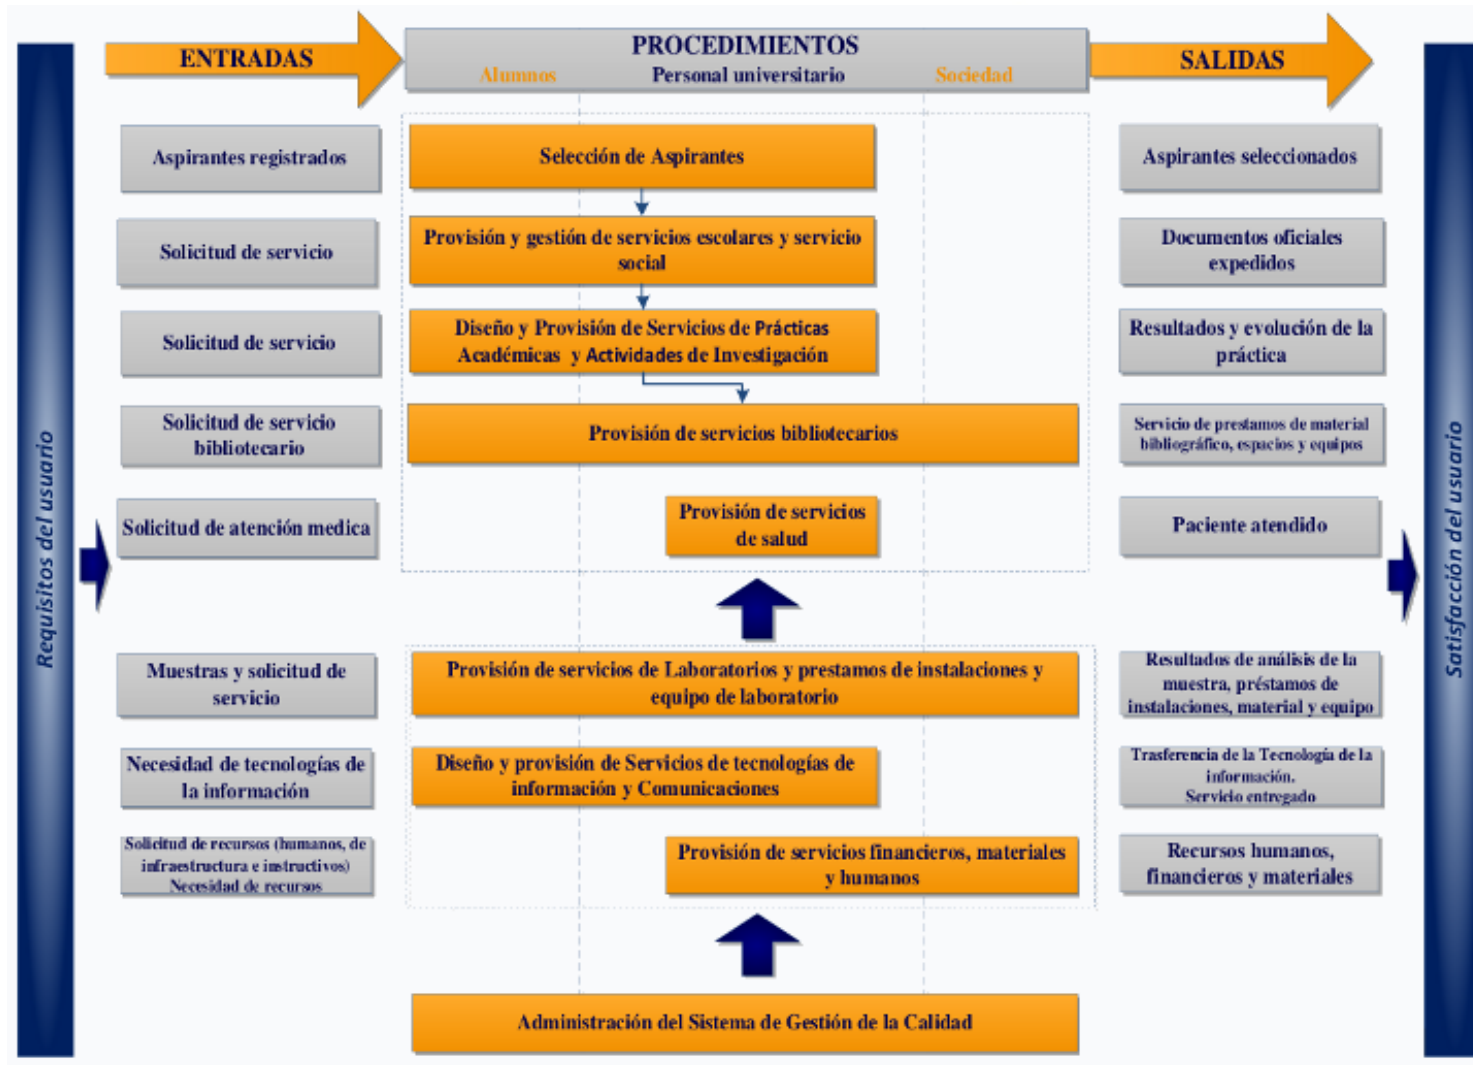 ENTRADAS
PROCEDIMIENTOS
Alumnos
Personal universitario
Sociedad
SALIDAS
Requisitos del usuario
Aspirantes registrados
Selección de Aspirantes
Aspirantes seleccionados
Solicitud de servicio
Provisión y gestión de servicios escolares y servicio
social
Documentos oficiales
expedidos
Solicitud de servicio
Diseño y Provisión de Servicios de Prácticas
Académicas y Actividades de Investigación
Resultados y evolución de la
práctica
Solicitud de servicio
bibliotecario
Provisión de servicios bibliotecarios
Servicio de prestamos de material
bibliográfico, espacios y equipos
Solicitud de atención medica
Provisión de servicios
de salud
Paciente atendido
Muestras y solicitud de
servicio
Provisión de servicios de Laboratorios y prestamos de instalaciones y
equipo de laboratorio
Resultados de análisis de la
muestra, préstamos de
instalaciones, material y equipo
Necesidad de tecnologías de
la información
Diseño y provisión de Servicios de tecnologías de
información y Comunicaciones
Trasferencia de la Tecnología de la
información.
Servicio entregado
Solicitud de recursos (humanos, de
infraestructura e instructivos)
Necesidad de recursos
Provisión de servicios financieros, materiales
y humanos
Recursos humanos,
financieros y materiales
Administración del Sistema de Gestión de la Calidad
Satisfacción del usuario